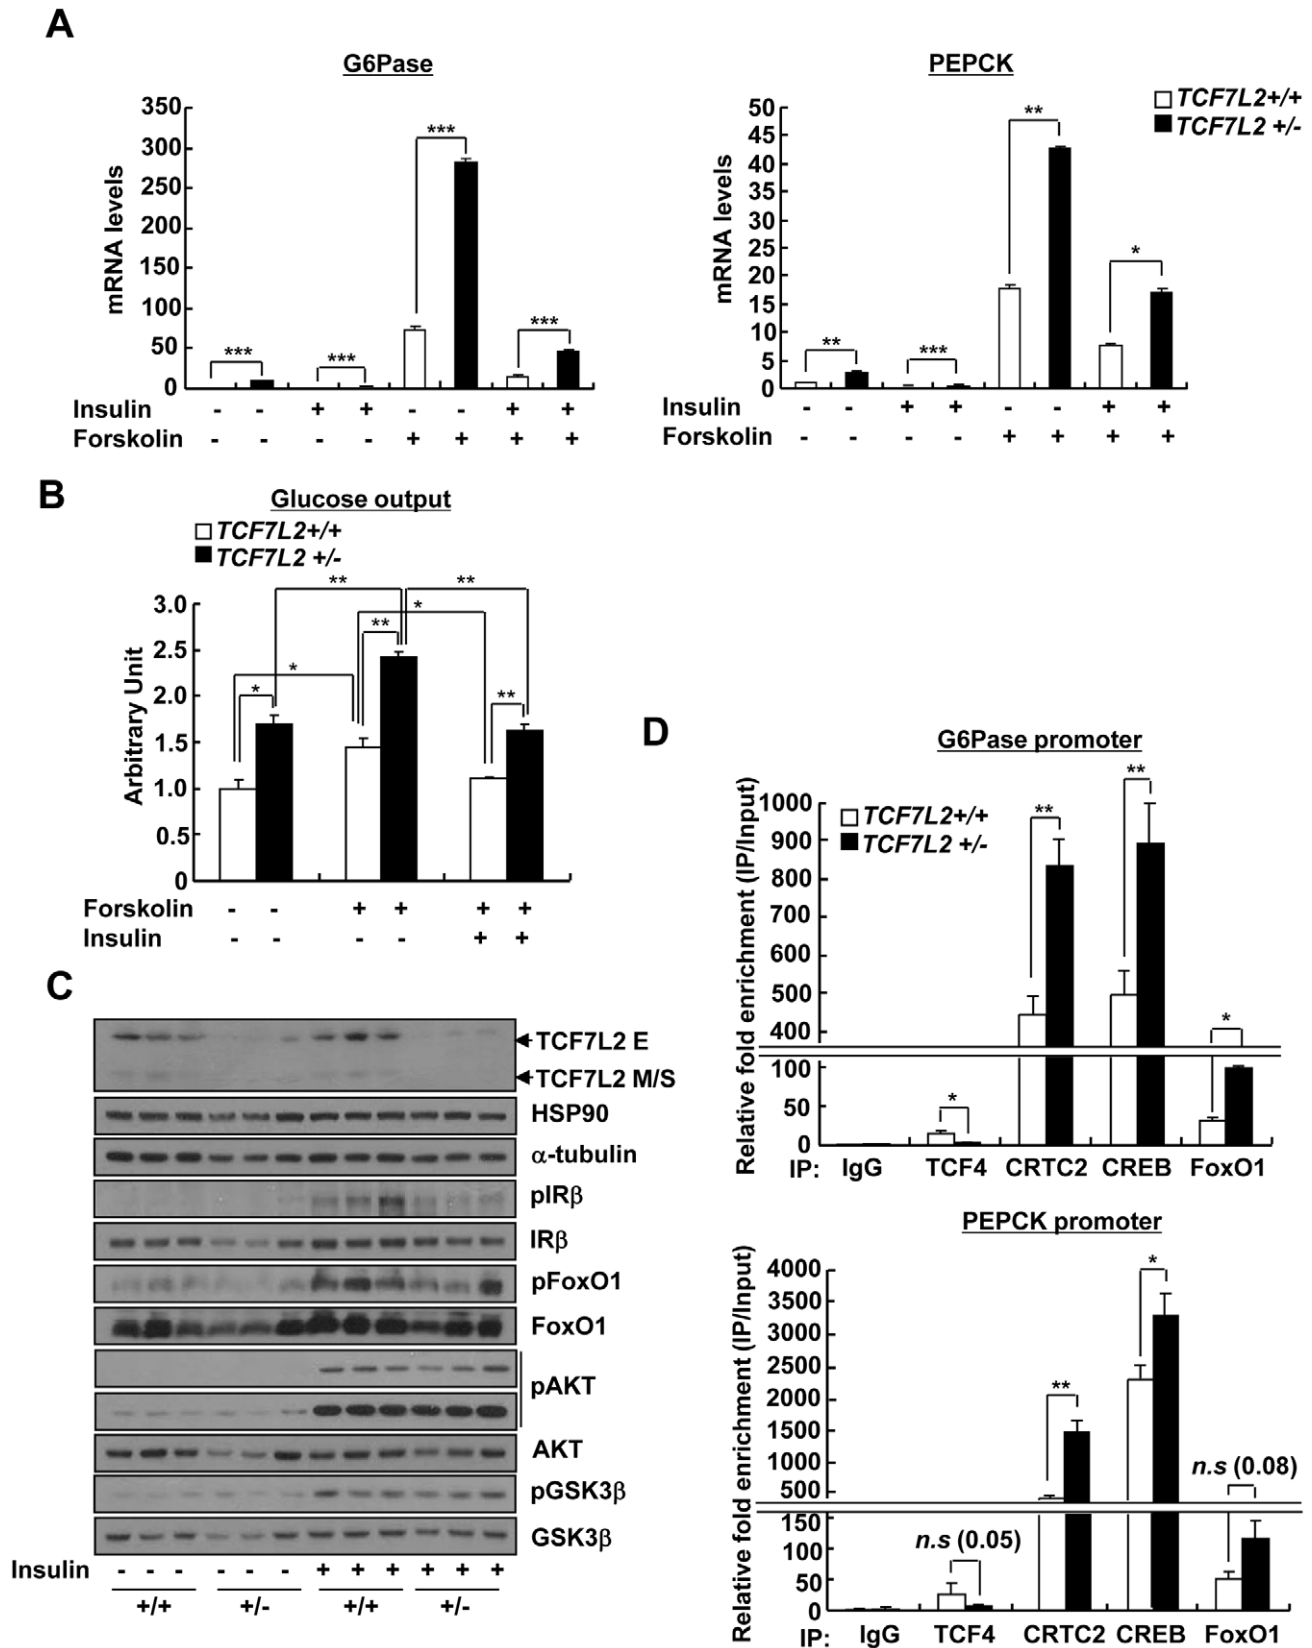 A
G6Pase
PEPCK
TCF7L2+/+
TCF7L2 +/-
mRNA levels
350
300
250
200
150
100
50
0
***
***
***
***
Insulin - - + + - - + +
Forskolin - - - - + + + +
mRNA levels
50
45
40
35
30
25
20
15
10
5
0
**
***
**
*
Insulin - - + + - - + +
Forskolin - - - - + + + +
B
Glucose output
TCF7L2+/+
TCF7L2 +/-
Arbitrary Unit
3.0
2.5
2.0
1.5
1.0
0.5
0
** **
*
**
*
*
**
Forskolin - - + + + +
Insulin - - - - + +
C
TCF7L2 E
TCF7L2 M/S
HSP90
α-tubulin
pIRβ
IRβ
pFoxO1
FoxO1
pAKT
AKT
pGSK3β
GSK3β
Insulin - - - - - - + + + + + +
+/+ +/- +/+ +/-
D
G6Pase promoter
TCF7L2+/+
TCF7L2 +/-
Relative fold enrichment (IP/Input)
1000
900
800
700
600
500
400
100
50
0
*
**
**
*
IP: IgG TCF4 CRTC2 CREB FoxO1
PEPCK promoter
Relative fold enrichment (IP/Input)
4000
3500
3000
2500
2000
1500
1000
500
150
100
50
0
n.s (0.05)
**
*
n.s (0.08)
IP: IgG TCF4 CRTC2 CREB FoxO1